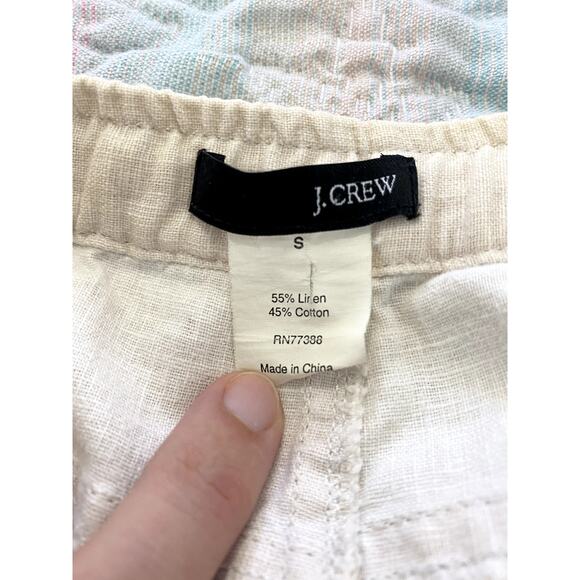 J.CREW
S
55% Linen
45% Cotton
RN77388
Made in China